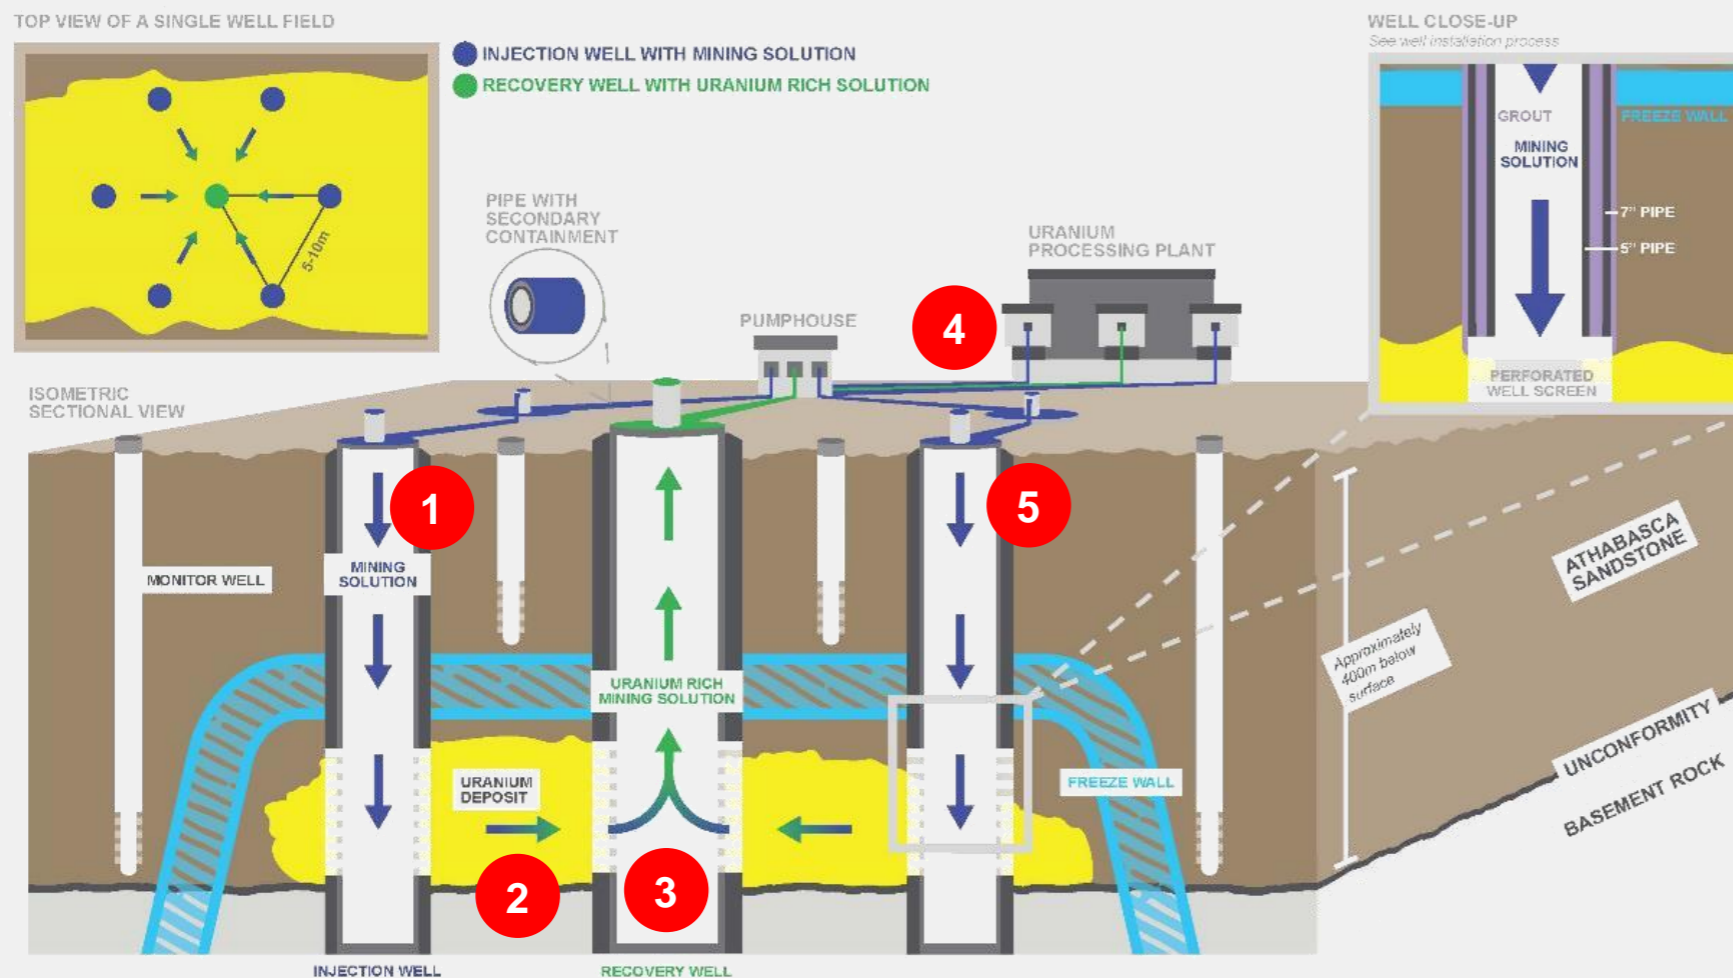 TOP VIEW OF A SINGLE WELL FIELD
INJECTION WELL WITH MINING SOLUTION
RECOVERY WELL WITH URANIUM RICH SOLUTION
5-10m
WELL CLOSE-UP
See well installation process
GROUT
FREEZE WALL
MINING
SOLUTION
7" PIPE
5" PIPE
PERFORATED
WELL SCREEN
PIPE WITH
SECONDARY
CONTAINMENT
URANIUM
PROCESSING PLANT
PUMPHOUSE
4
ISOMETRIC
SECTIONAL VIEW
1
5
MONITOR WELL
MINING
SOLUTION
ATHABASCA
SANDSTONE
Approximately
400m below
surface
URANIUM RICH
MINING SOLUTION
URANIUM
DEPOSIT
FREEZE WALL
UNCONFORMITY
BASEMENT ROCK
2
3
INJECTION WELL
RECOVERY WELL